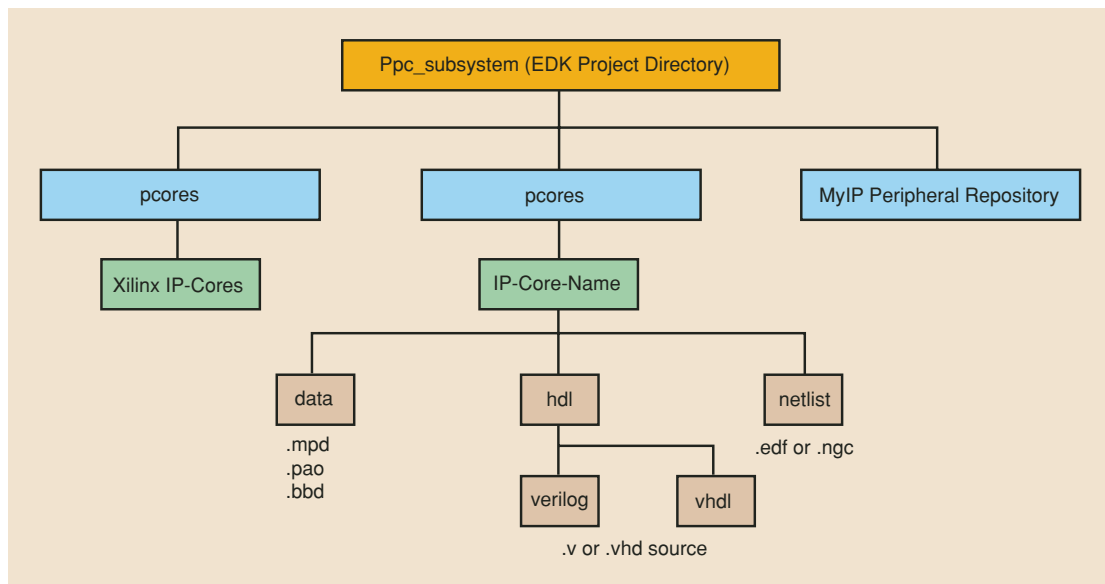 Ppc_subsystem (EDK Project Directory)
pcores
pcores
MyIP Peripheral Repository
Xilinx IP-Cores
IP-Core-Name
data
hdl
netlist
.mpd
.pao
.bbd
.edf or .ngc
verilog
vhdl
.v or .vhd source